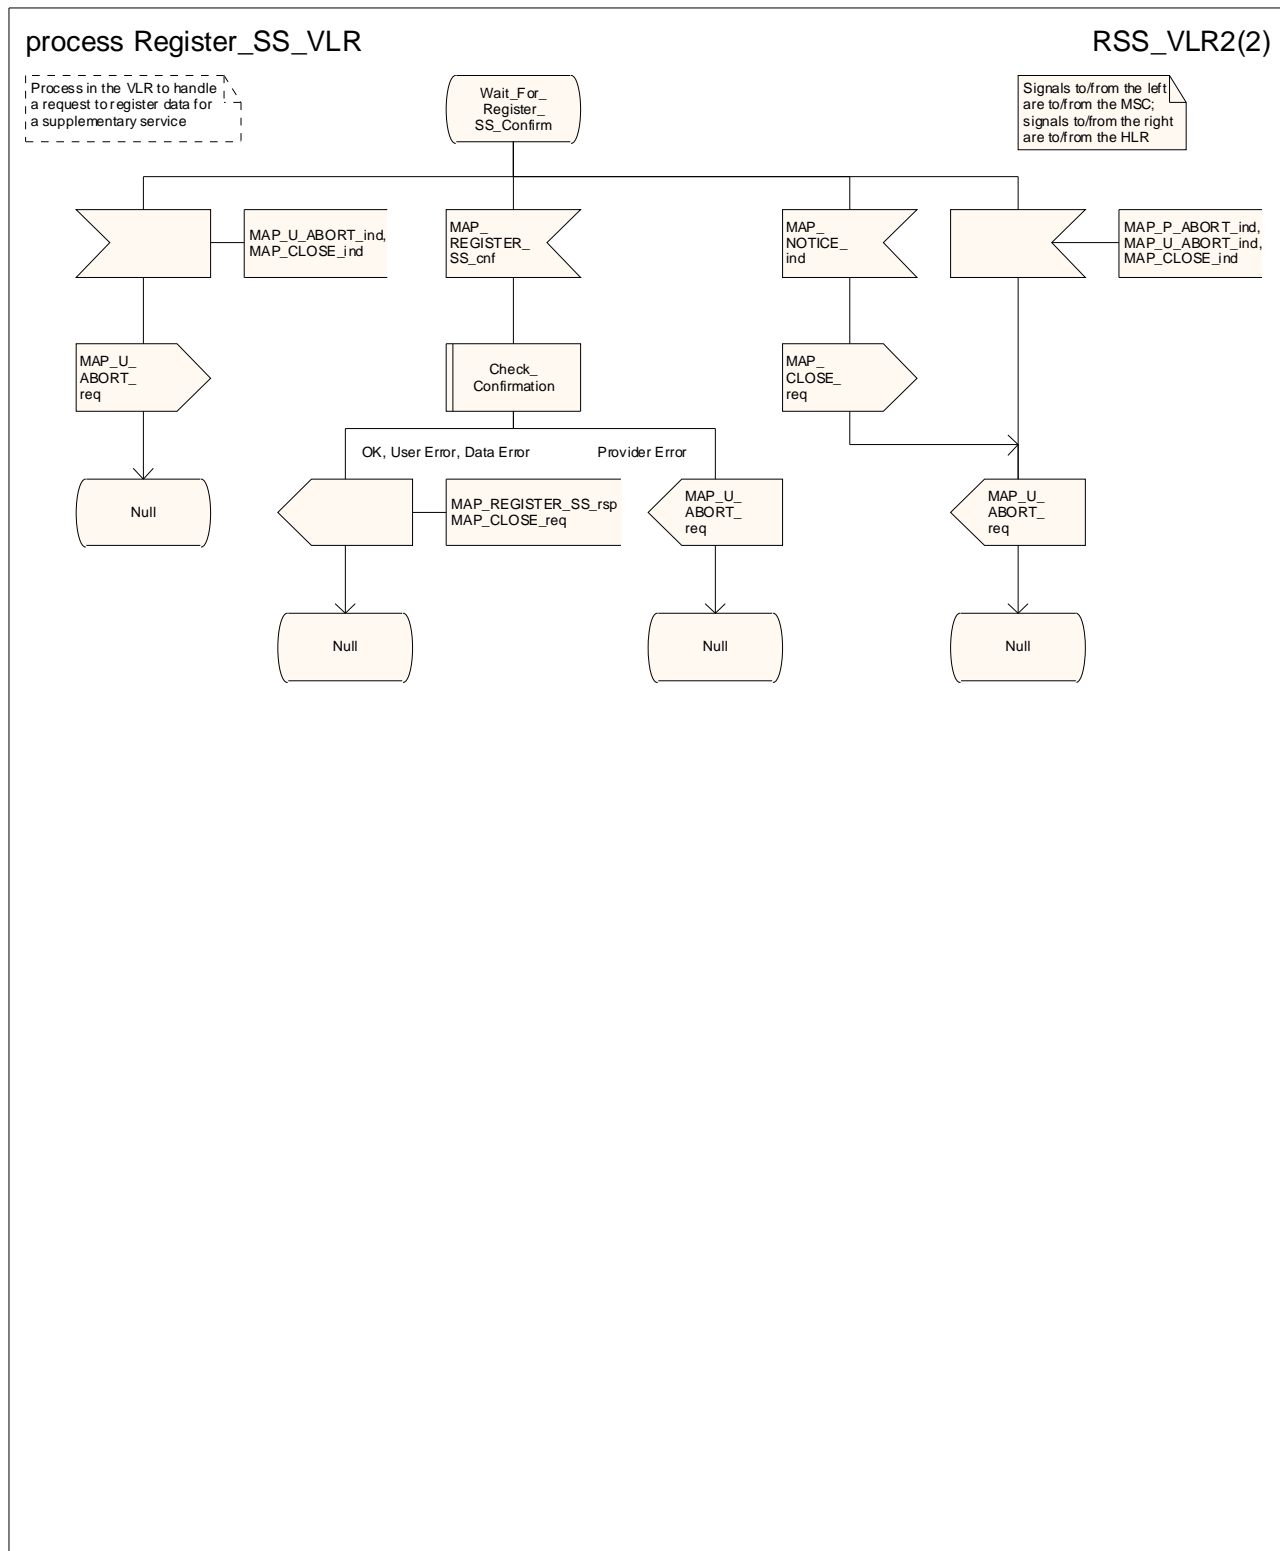 process Register_SS_VLR
RSS_VLR2(2)
Process in the VLR to handle
a request to register data for
a supplementary service
Wait_For_
Register_
SS_Confirm
Signals to/from the left
are to/from the MSC;
signals to/from the right
are to/from the HLR
MAP_U_ABORT_ind,
MAP_CLOSE_ind
MAP_
REGISTER_
SS_cnf
MAP_
NOTICE_
ind
MAP_P_ABORT_ind,
MAP_U_ABORT_ind,
MAP_CLOSE_ind
MAP_U_
ABORT_
req
Check_
Confirmation
MAP_
CLOSE_
req
OK, User Error, Data Error
Provider Error
Null
MAP_REGISTER_SS_rsp
MAP_CLOSE_req
MAP_U_
ABORT_
req
MAP_U_
ABORT_
req
Null
Null
Null